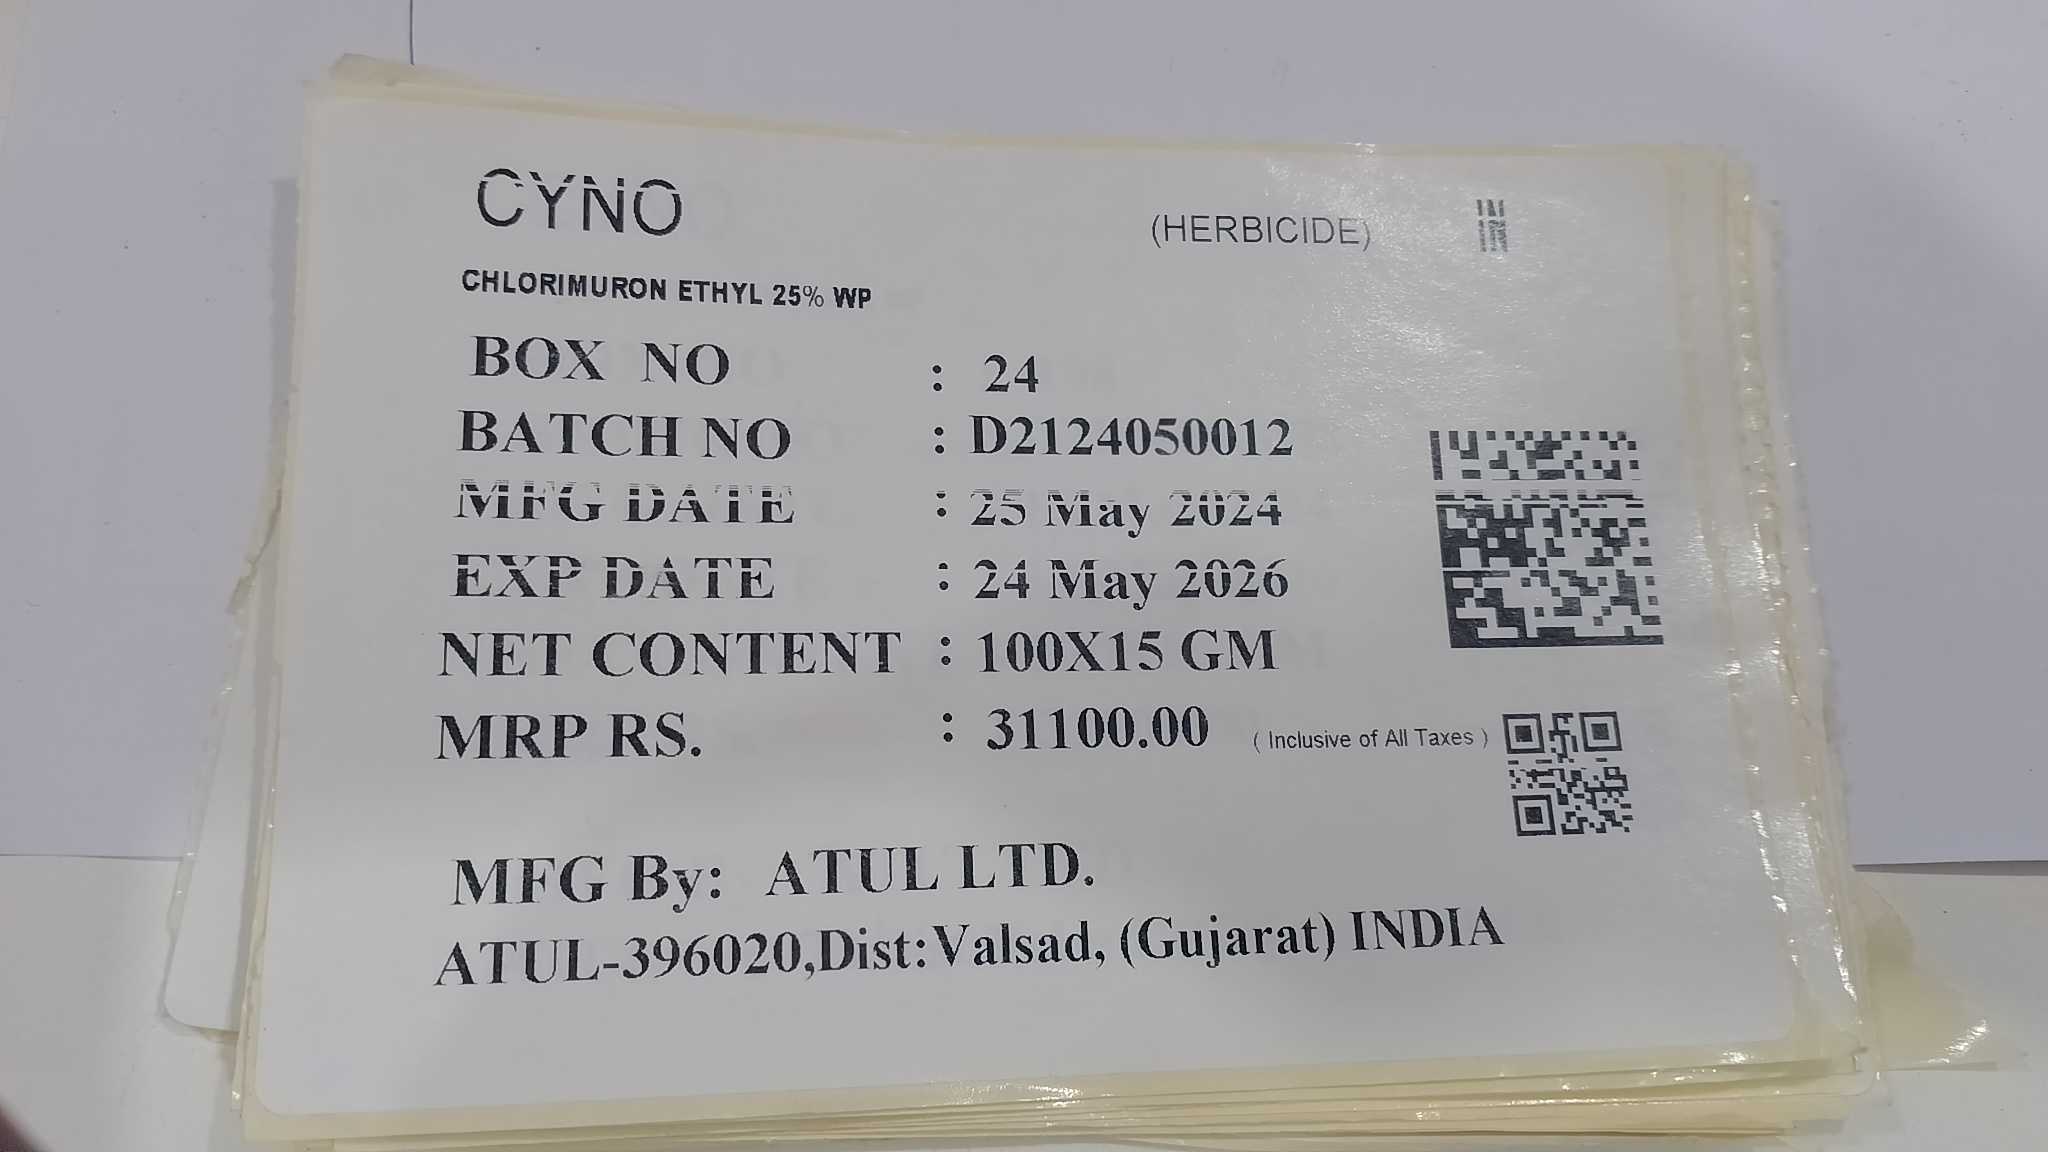 CYNO
(HERBICIDE)
CHLORIMURON ETHYL 25% WP
BOX NO : 24
BATCH NO : D2124050012
MFG DATE : 25 May 2024
EXP DATE : 24 May 2026
NET CONTENT : 100X15 GM
MRP RS. : 31100.00 ( Inclusive of All Taxes )
MFG By: ATUL LTD.
ATUL-396020,Dist:Valsad, (Gujarat) INDIA